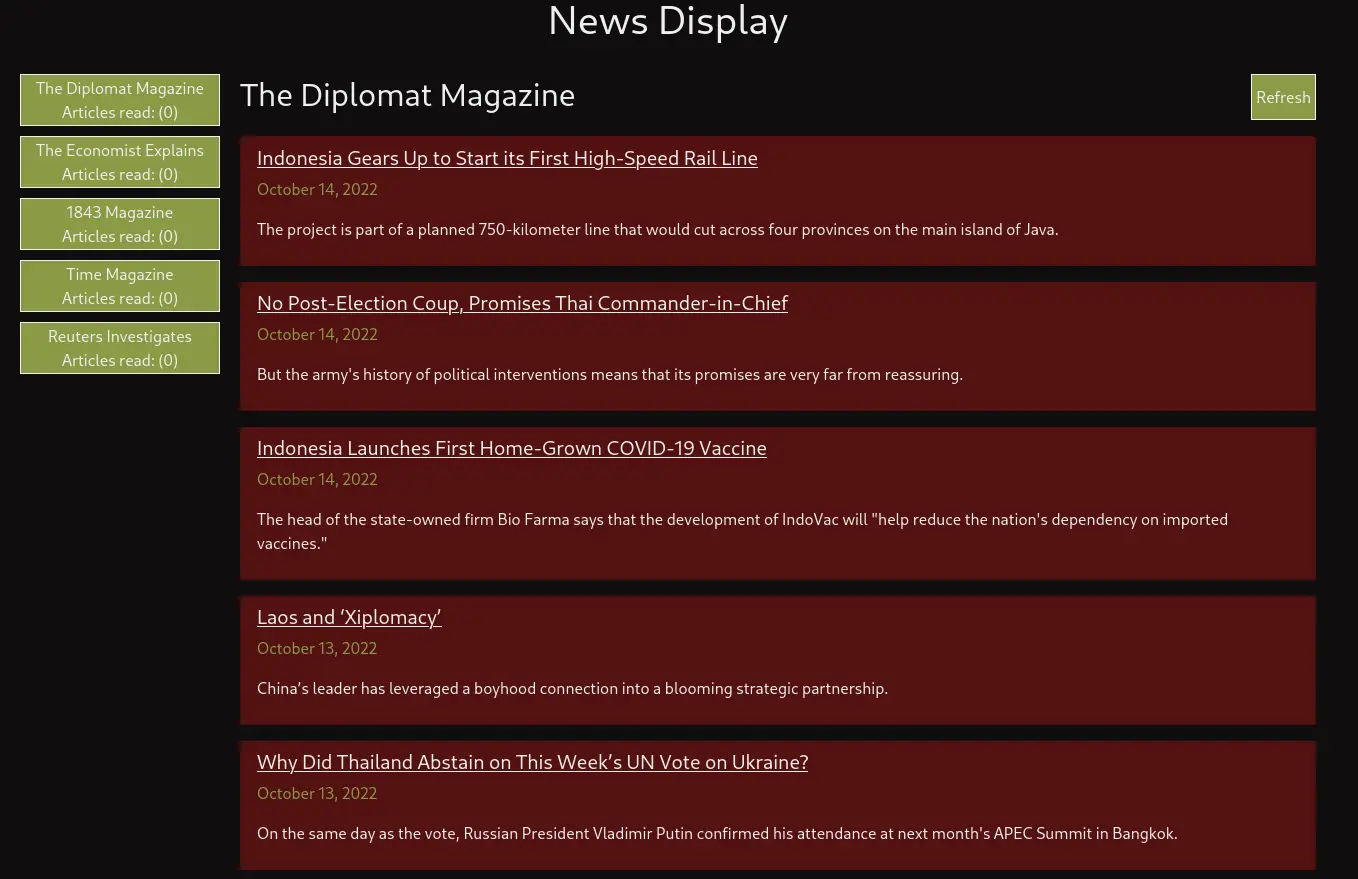 News Display
The Diplomat Magazine
Articles read: (0)
The Economist Explains
Articles read: (0)
1843 Magazine
Articles read: (0)
Time Magazine
Articles read: (0)
Reuters Investigates
Articles read: (0)
The Diplomat Magazine
Refresh
Indonesia Gears Up to Start its First High-Speed Rail Line
October 14, 2022
The project is part of a planned 750-kilometer line that would cut across four provinces on the main island of Java.
No Post-Election Coup, Promises Thai Commander-in-Chief
October 14, 2022
But the army's history of political interventions means that its promises are very far from reassuring.
Indonesia Launches First Home-Grown COVID-19 Vaccine
October 14, 2022
The head of the state-owned firm Bio Farma says that the development of IndoVac will "help reduce the nation's dependency on imported
vaccines."
Laos and ‘Xiplomacy’
October 13, 2022
China’s leader has leveraged a boyhood connection into a blooming strategic partnership.
Why Did Thailand Abstain on This Week’s UN Vote on Ukraine?
October 13, 2022
On the same day as the vote, Russian President Vladimir Putin confirmed his attendance at next month's APEC Summit in Bangkok.